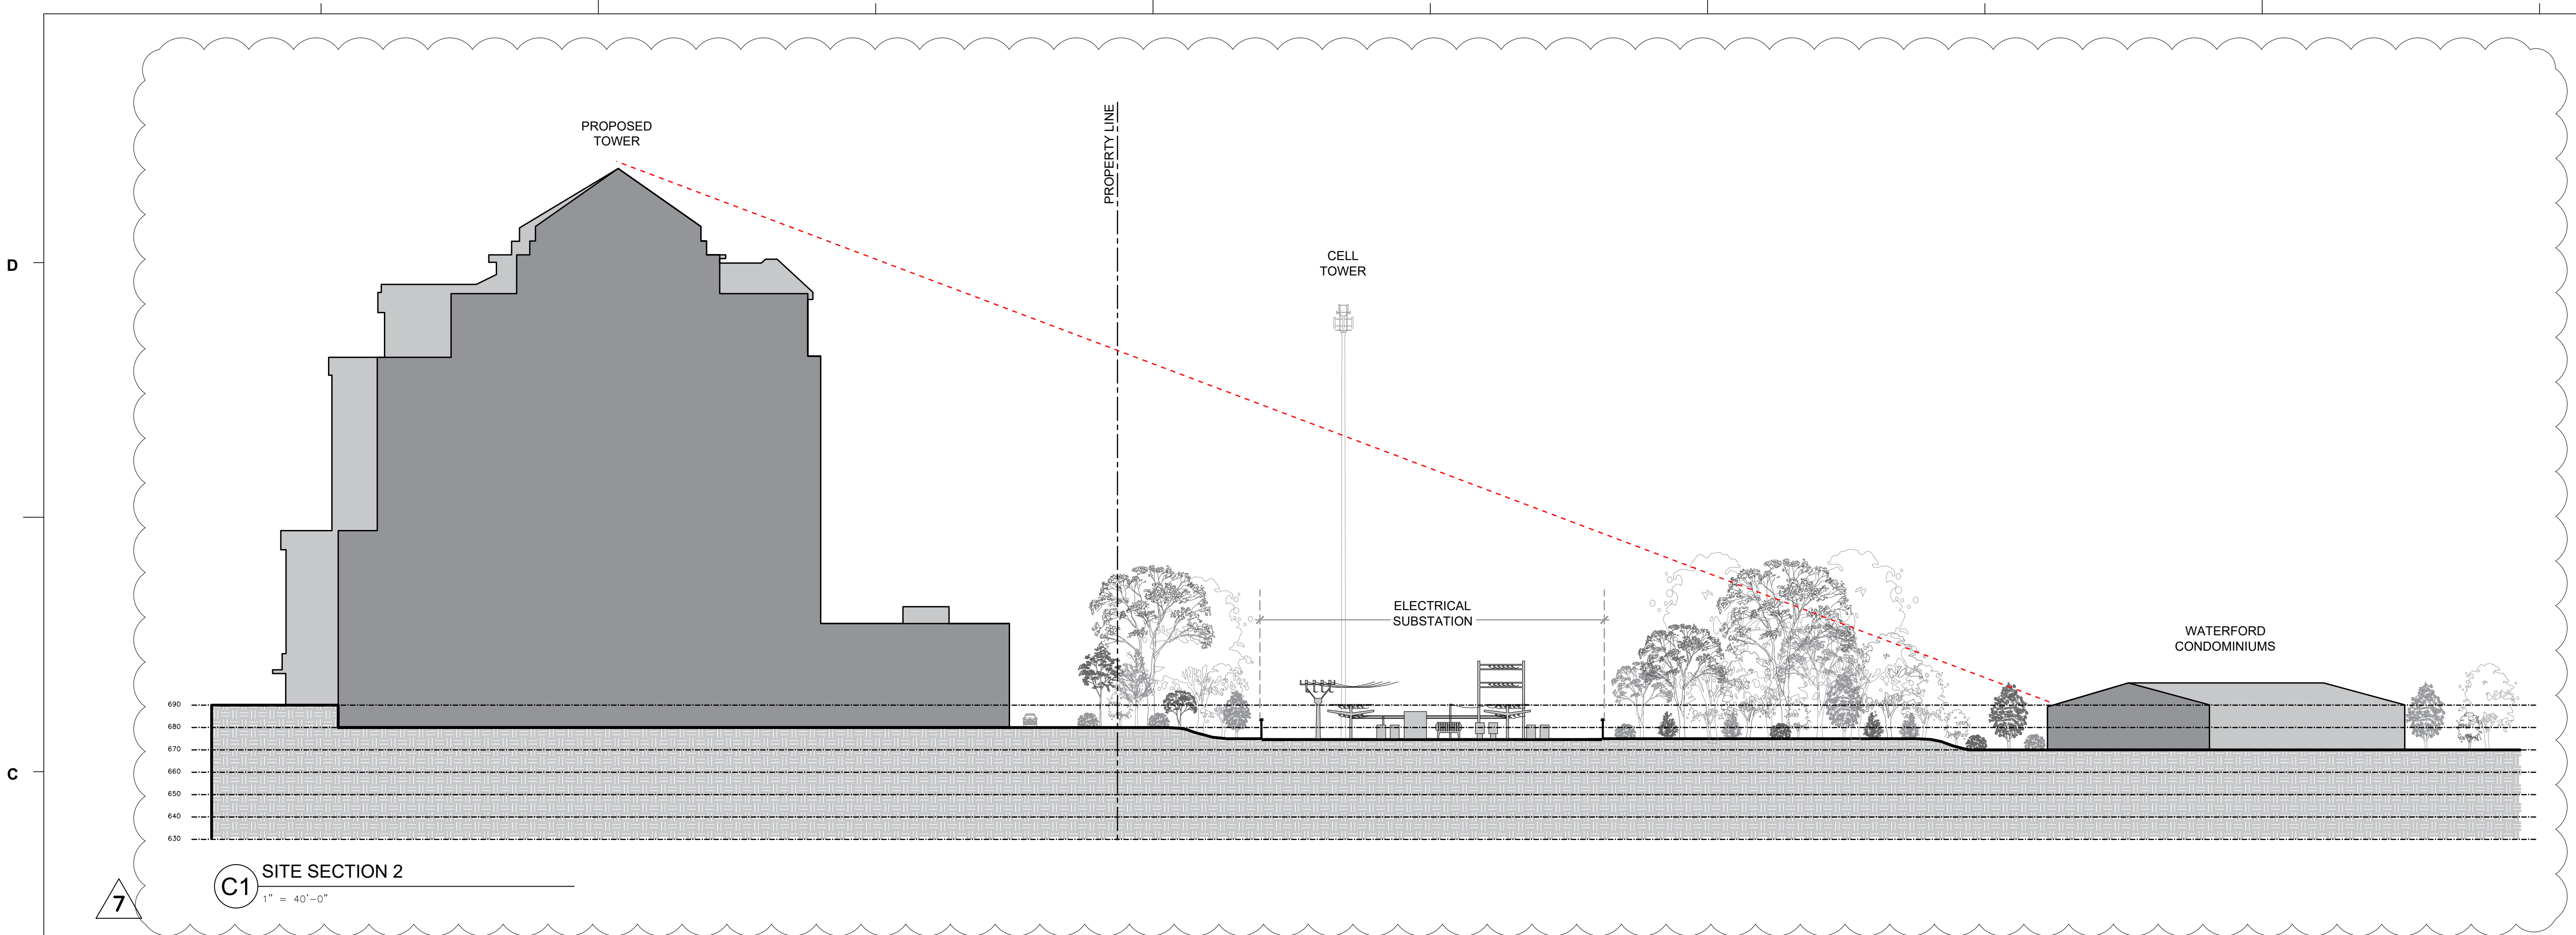 PROPOSED
TOWER
PROPERTY LINE
D
CELL
TOWER
ELECTRICAL
SUBSTATION
WATERFORD
CONDOMINIUMS
690
680
670
C
660
650
640
630
C1
SITE SECTION 2
1" = 40'-0"
7